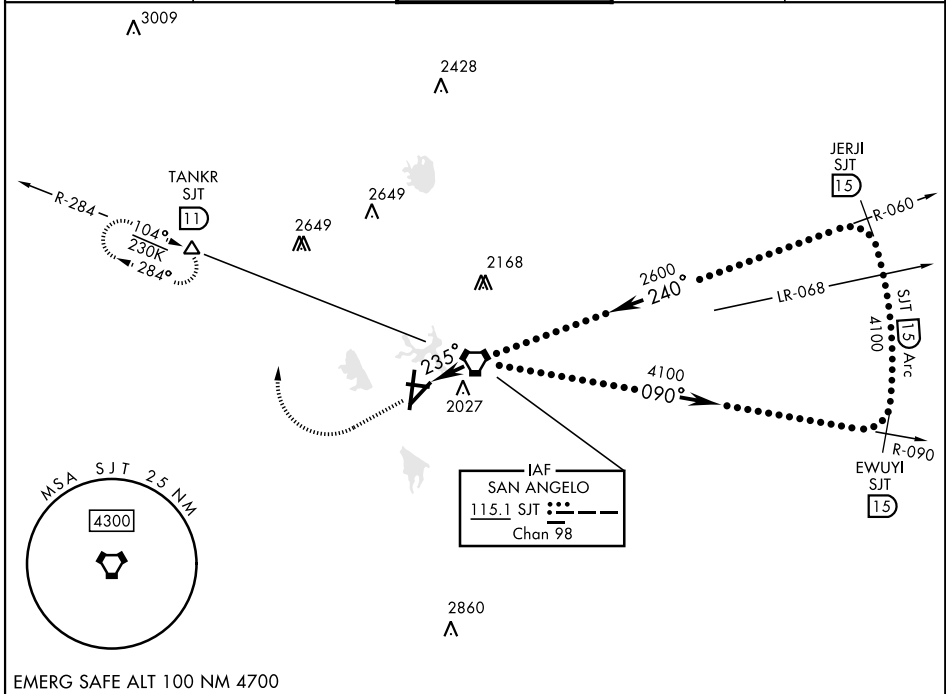 3009
2428
TANKR
SJT
11
R-284
104°
230K
284°
2649
2649
2168
JERJI
SJT
15
R-060
2600
240°
LR-068
SJT 15 Arc
4100
235°
4100
090°
2027
R-090
EWUYI
SJT
15
IAF
SAN ANGELO
115.1 SJT
Chan 98
MSA SJT 25 NM
4300
2860
EMERG SAFE ALT 100 NM 4700